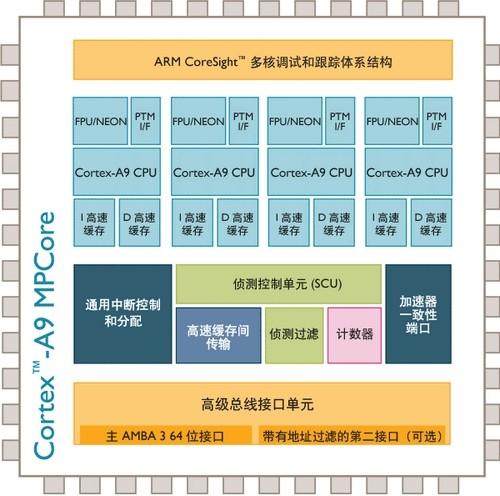 ARM CoreSight™ 多核调试和跟踪体系结构
FPU/NEON
PTM
I/F
FPU/NEON
PTM
I/F
FPU/NEON
PTM
I/F
FPU/NEON
PTM
I/F
Cortex-A9 CPU
Cortex-A9 CPU
Cortex-A9 CPU
Cortex-A9 CPU
I 高速
缓存
D 高速
缓存
I 高速
缓存
D 高速
缓存
I 高速
缓存
D 高速
缓存
I 高速
缓存
D 高速
缓存
通用中断控制
和分配
侦测控制单元 (SCU)
高速缓存间
传输
侦测过滤
计数器
加速器
一致性
端口
高级总线接口单元
主 AMBA 3 64 位接口
带有地址过滤的第二接口（可选）
Cortex™-A9 MPCore